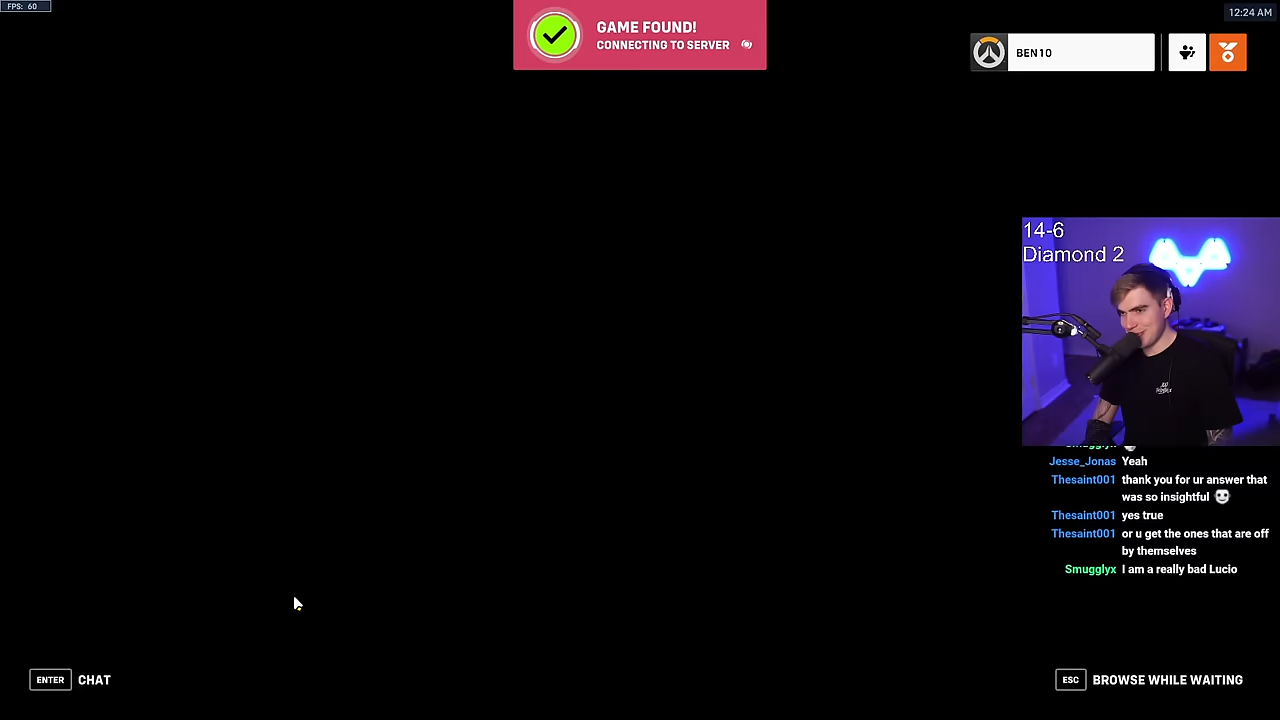 FPS: 60
GAME FOUND!
CONNECTING TO SERVER
12:24 AM
BEN10
14-6
Diamond 2
Jesse_Jonas Yeah
Thesaint001 thank you for ur answer that
was so insightful
Thesaint001 yes true
Thesaint001 or u get the ones that are off
by themselves
Smugglyx I am a really bad Lucio
ENTER CHAT
ESC BROWSE WHILE WAITING